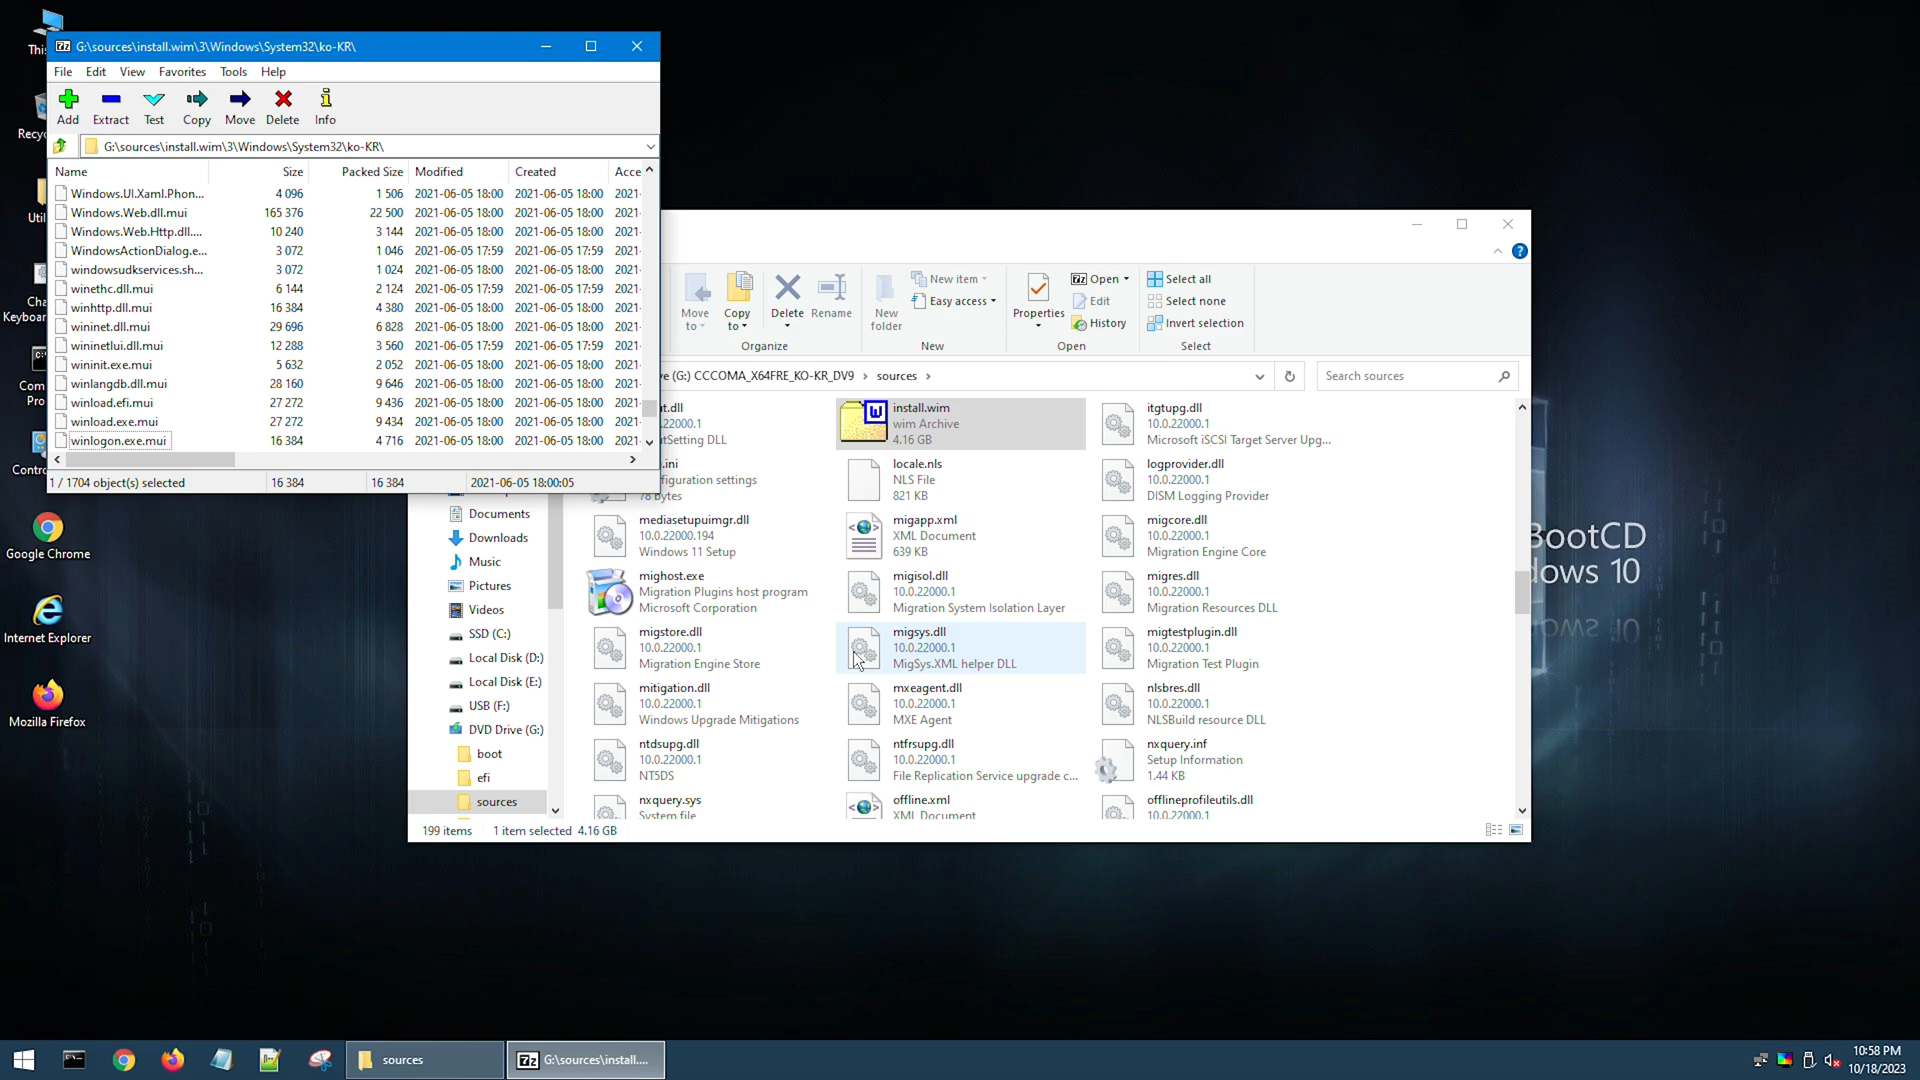 G:\sources\install.wim\3\Windows\System32\ko-KR\
File Edit View Favorites Tools Help
Add Extract Test Copy Move Delete Info
G:\sources\install.wim\3\Windows\System32\ko-KR\
Name Size Packed Size Modified Created Acce
Windows.UI.Xaml.Phon... 4 096 1 506 2021-06-05 18:00 2021-06-05 18:00 2021-
Windows.Web.dll.mui 165 376 22 500 2021-06-05 18:00 2021-06-05 18:00 2021-
Windows.Web.Http.dll.... 10 240 3 144 2021-06-05 18:00 2021-06-05 18:00 2021-
WindowsActionDialog.e... 3 072 1 046 2021-06-05 17:59 2021-06-05 17:59 2021-
windowsudkservices.sh... 3 072 1 024 2021-06-05 18:00 2021-06-05 18:00 2021-
winethc.dll.mui 6 144 2 124 2021-06-05 17:59 2021-06-05 17:59 2021-
winhttp.dll.mui 16 384 4 380 2021-06-05 18:00 2021-06-05 18:00 2021-
wininet.dll.mui 29 696 6 828 2021-06-05 18:00 2021-06-05 18:00 2021-
wininetlui.dll.mui 12 288 3 560 2021-06-05 17:59 2021-06-05 17:59 2021-
wininit.exe.mui 5 632 2 052 2021-06-05 18:00 2021-06-05 18:00 2021-
winlangdb.dll.mui 28 160 9 646 2021-06-05 18:00 2021-06-05 18:00 2021-
winload.efi.mui 27 272 9 436 2021-06-05 18:00 2021-06-05 18:00 2021-
winload.exe.mui 27 272 9 434 2021-06-05 18:00 2021-06-05 18:00 2021-
winlogon.exe.mui 16 384 4 716 2021-06-05 18:00 2021-06-05 18:00 2021-
1 / 1704 object(s) selected 16 384 16 384 2021-06-05 18:00:05
This
Recyc
Util
Cha
Keyboar
Com
Pro
Contro
Google Chrome
Internet Explorer
Mozilla Firefox
Move to Copy to Delete Rename New folder New item Easy access Properties Open Edit History Select all Select none Invert selection
Organize New Open Select
ve (G:) CCCOMA_X64FRE_KO-KR_DV9 > sources > Search sources
Documents
Downloads
Music
Pictures
Videos
SSD (C:)
Local Disk (D:)
Local Disk (E:)
USB (F:)
DVD Drive (G:)
boot
efi
sources
ut.dll install.wim itgtupg.dll
.22000.1 wim Archive 10.0.22000.1
utSetting DLL 4.16 GB Microsoft iSCSI Target Server Upg...
.ini locale.nls logprovider.dll
figuration settings NLS File 10.0.22000.1
78 bytes 821 KB DISM Logging Provider
mediasetupuimgr.dll migapp.xml migcore.dll
10.0.22000.194 XML Document 10.0.22000.1
Windows 11 Setup 639 KB Migration Engine Core
mighost.exe migisol.dll migres.dll
Migration Plugins host program 10.0.22000.1 10.0.22000.1
Microsoft Corporation Migration System Isolation Layer Migration Resources DLL
migstore.dll migsys.dll migtestplugin.dll
10.0.22000.1 10.0.22000.1 10.0.22000.1
Migration Engine Store MigSys.XML helper DLL Migration Test Plugin
mitigation.dll mxeagent.dll nlsbres.dll
10.0.22000.1 10.0.22000.1 10.0.22000.1
Windows Upgrade Mitigations MXE Agent NLSBuild resource DLL
ntdsupg.dll ntfrsupg.dll nxquery.inf
10.0.22000.1 10.0.22000.1 Setup Information
NT5DS File Replication Service upgrade c... 1.44 KB
nxquery.sys offline.xml offlineprofileutils.dll
System file XML Document 10.0.22000.1
199 items 1 item selected 4.16 GB
BootCD
dows 10
sources
G:\sources\install....
10:58 PM
10/18/2023